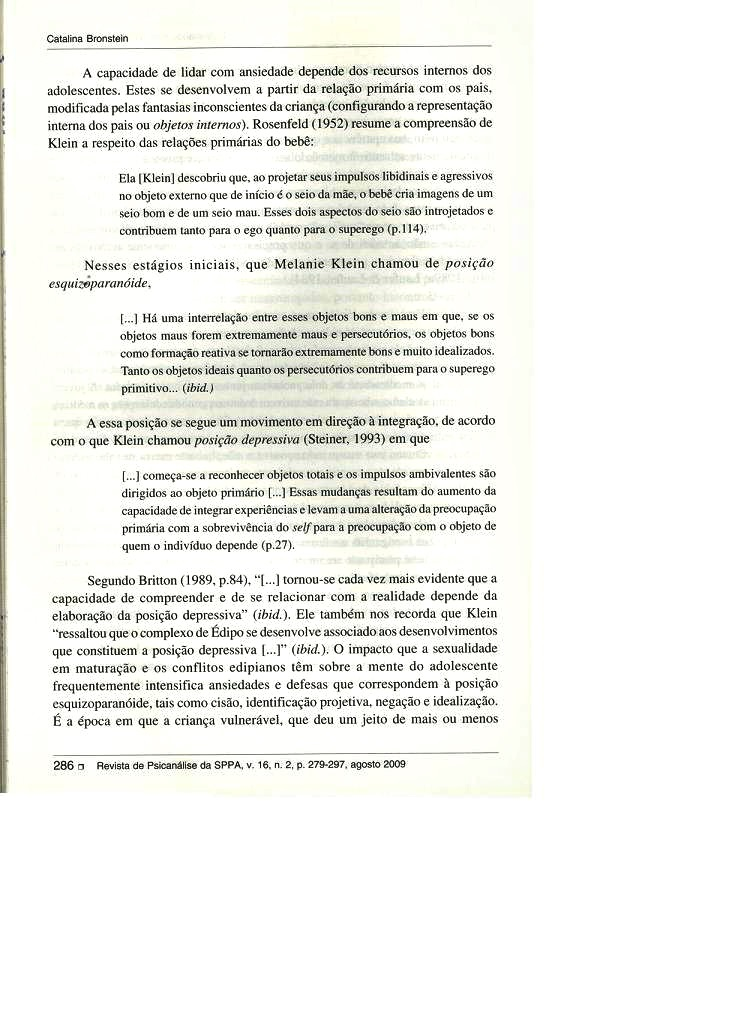 Catalina Bronstein
A capacidade de lidar com ansiedade depende dos recursos internos dos
adolescentes. Estes se desenvolvem a partir da relação primária com os pais,
modificada pelas fantasias inconscientes da criança (configurando a representação
interna dos pais ou objetos internos). Rosenfeld (1952) resume a compreensão de
Klein a respeito das relações primárias do bebê:
Ela [Klein] descobriu que, ao projetar seus impulsos libidinais e agressivos
no objeto externo que de início é o seio da mãe, o bebê cria imagens de um
seio bom e de um seio mau. Esses dois aspectos do seio são introjetados e
contribuem tanto para o ego quanto para o superego (p.114).
Nesses estágios iniciais, que Melanie Klein chamou de posição
esquizoparanóide,
[...] Há uma interrelação entre esses objetos bons e maus em que, se os
objetos maus forem extremamente maus e persecutórios, os objetos bons
como formação reativa se tornarão extremamente bons e muito idealizados.
Tanto os objetos ideais quanto os persecutórios contribuem para o superego
primitivo... (ibid.)
A essa posição se segue um movimento em direção à integração, de acordo
com o que Klein chamou posição depressiva (Steiner, 1993) em que
[...] começa-se a reconhecer objetos totais e os impulsos ambivalentes são
dirigidos ao objeto primário [...] Essas mudanças resultam do aumento da
capacidade de integrar experiências e levam a uma alteração da preocupação
primária com a sobrevivência do self para a preocupação com o objeto de
quem o indivíduo depende (p.27).
Segundo Britton (1989, p.84), “[...] tornou-se cada vez mais evidente que a
capacidade de compreender e de se relacionar com a realidade depende da
elaboração da posição depressiva” (ibid.). Ele também nos recorda que Klein
“ressaltou que o complexo de Édipo se desenvolve associado aos desenvolvimentos
que constituem a posição depressiva [...]” (ibid.). O impacto que a sexualidade
em maturação e os conflitos edipianos têm sobre a mente do adolescente
frequentemente intensifica ansiedades e defesas que correspondem à posição
esquizoparanóide, tais como cisão, identificação projetiva, negação e idealização.
É a época em que a criança vulnerável, que deu um jeito de mais ou menos
286 □ Revista de Psicanálise da SPPA, v. 16, n. 2, p. 279-297, agosto 2009